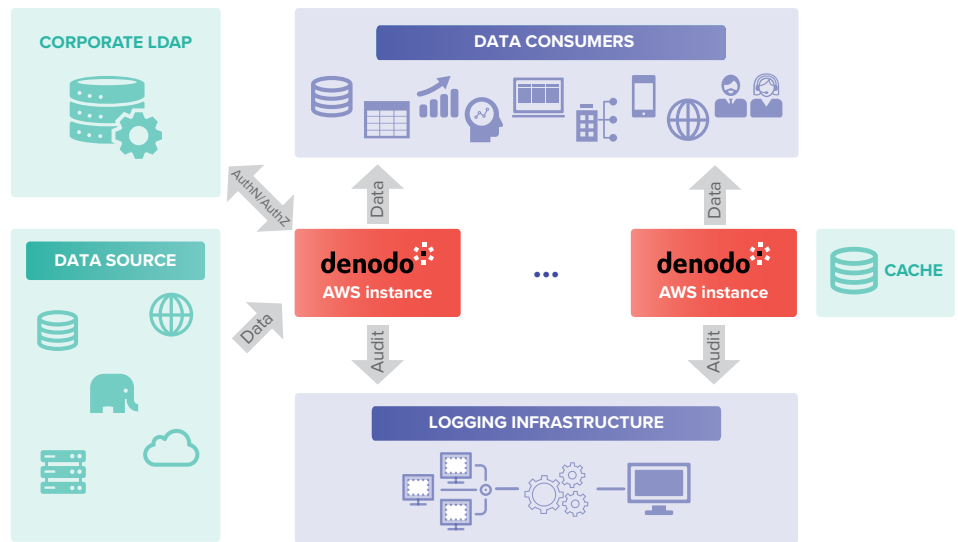 CORPORATE LDAP
DATA CONSUMERS
AuthN/AuthZ
Data
Data
DATA SOURCE
denodo
AWS instance
...
denodo
AWS instance
CACHE
Data
Audit
Audit
LOGGING INFRASTRUCTURE